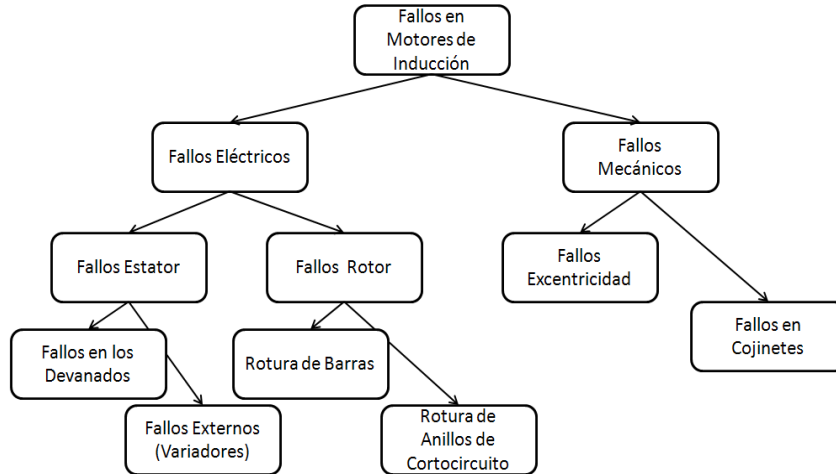 Fallos en
Motores de
Inducción
Fallos Eléctricos
Fallos
Mecánicos
Fallos Estator
Fallos Rotor
Fallos
Excentricidad
Fallos en los
Devanados
Rotura de Barras
Fallos en
Cojinetes
Fallos Externos
(Variadores)
Rotura de
Anillos de
Cortocircuito